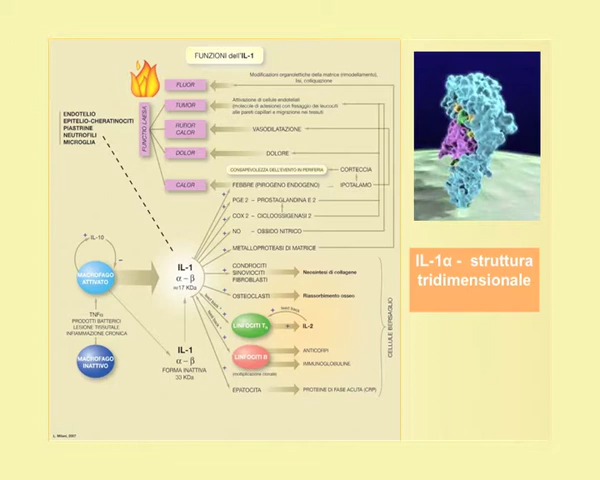 FUNZIONI dell'IL-1
Modificazioni organolettiche della matrice (rimodellamento),
lisi, colliquazione
FLUOR
TUMOR
Attivazione di cellule endoteliali
(molecole di adesione) con fissaggio dei leucociti
alle pareti capillari e migrazione nei tessuti
FUNCTIO LAESA
RUBOR
CALOR
VASODILATAZIONE
DOLOR
DOLORE
CONSAPEVOLEZZA DELL'EVENTO IN PERIFERIA
CORTECCIA
CALOR
FEBBRE (PIROGENO ENDOGENO)
IPOTALAMO
PGE 2 – PROSTAGLANDINA E 2
COX 2 – CICLOOSSIGENASI 2
NO – OSSIDO NITRICO
METALLOPROTEASI DI MATRICE
ENDOTELIO
EPITELIO-CHERATINOCITI
PIASTRINE
NEUTROFILI
MICROGLIA
+ IL-10
–
MACROFAGO
ATTIVATO
TNFα
PRODOTTI BATTERICI
LESIONE TISSUTALE
INFIAMMAZIONE CRONICA
MACROFAGO
INATTIVO
IL-1
α – β
≈17 KDa
IL-1
α – β
FORMA INATTIVA
33 KDa
CONDROCITI
SINOVIOCITI
FIBROBLASTI
Neosintesi di collagene
OSTEOCLASTI
Riassorbimento osseo
LINFOCITI T
IL-2
LINFOCITI B
(moltiplicazione clonale)
ANTICORPI
IMMUNOGLOBULINE
EPATOCITA
PROTEINE DI FASE ACUTA (CRP)
CELLULE BERSAGLIO
L. Milani, 2007
IL-1α - struttura
tridimensionale